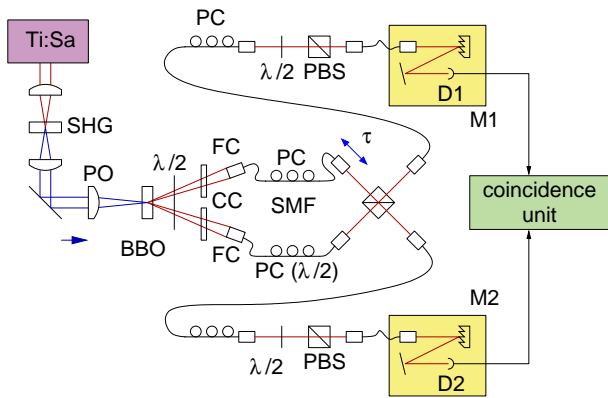 PC
Ti:Sa
λ/2
PBS
D1
M1
SHG
λ/2
FC
PC
τ
PO
CC
SMF
coincidence
unit
BBO
FC
PC (λ/2)
M2
λ/2
PBS
D2